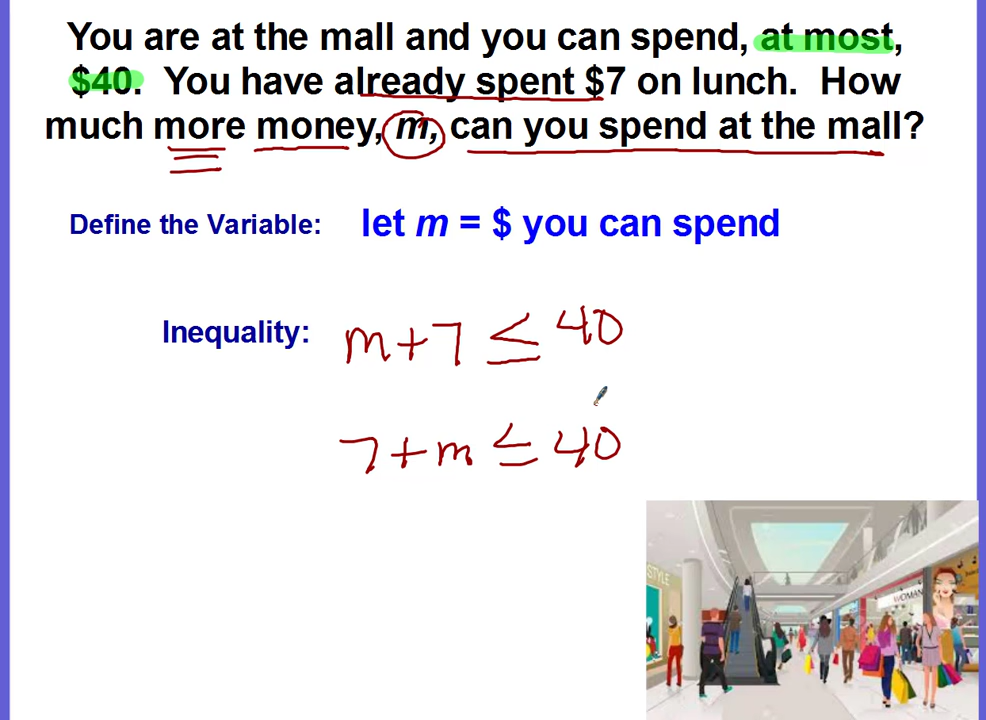 You are at the mall and you can spend, at most,
$40. You have already spent $7 on lunch. How
much more money, m, can you spend at the mall?
Define the Variable: let m = $ you can spend
Inequality: m+7 ≤ 40
7+m ≤ 40
STYLE
WOMAN